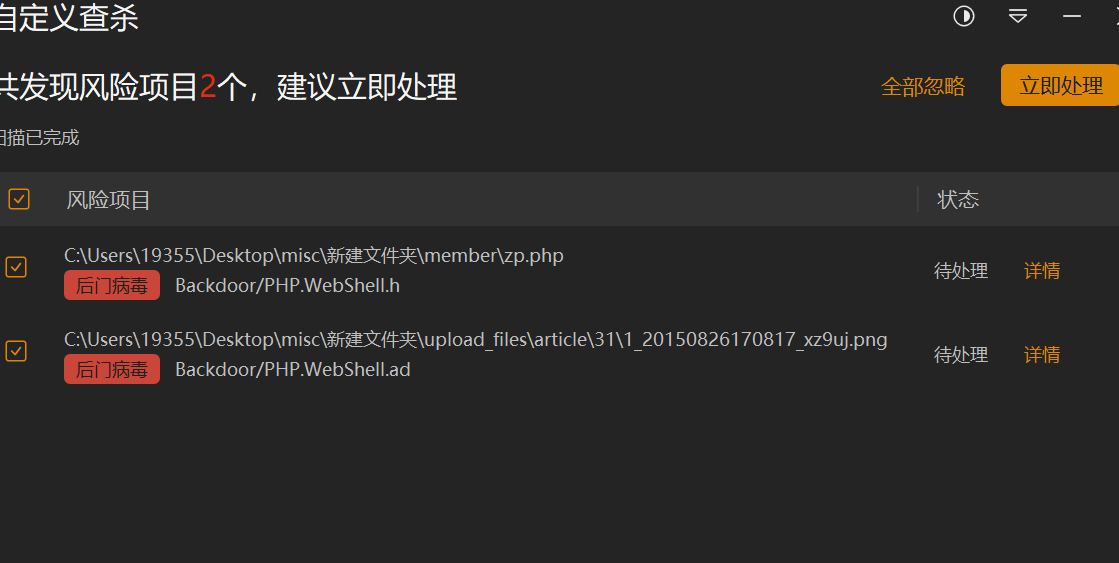 自定义查杀
共发现风险项目2个，建议立即处理
全部忽略
立即处理
扫描已完成
风险项目
状态
C:\Users\19355\Desktop\misc\新建文件夹\member\zp.php
后门病毒 Backdoor/PHP.WebShell.h
待处理 详情
C:\Users\19355\Desktop\misc\新建文件夹\upload_files\article\31\1_20150826170817_xz9uj.png
后门病毒 Backdoor/PHP.WebShell.ad
待处理 详情